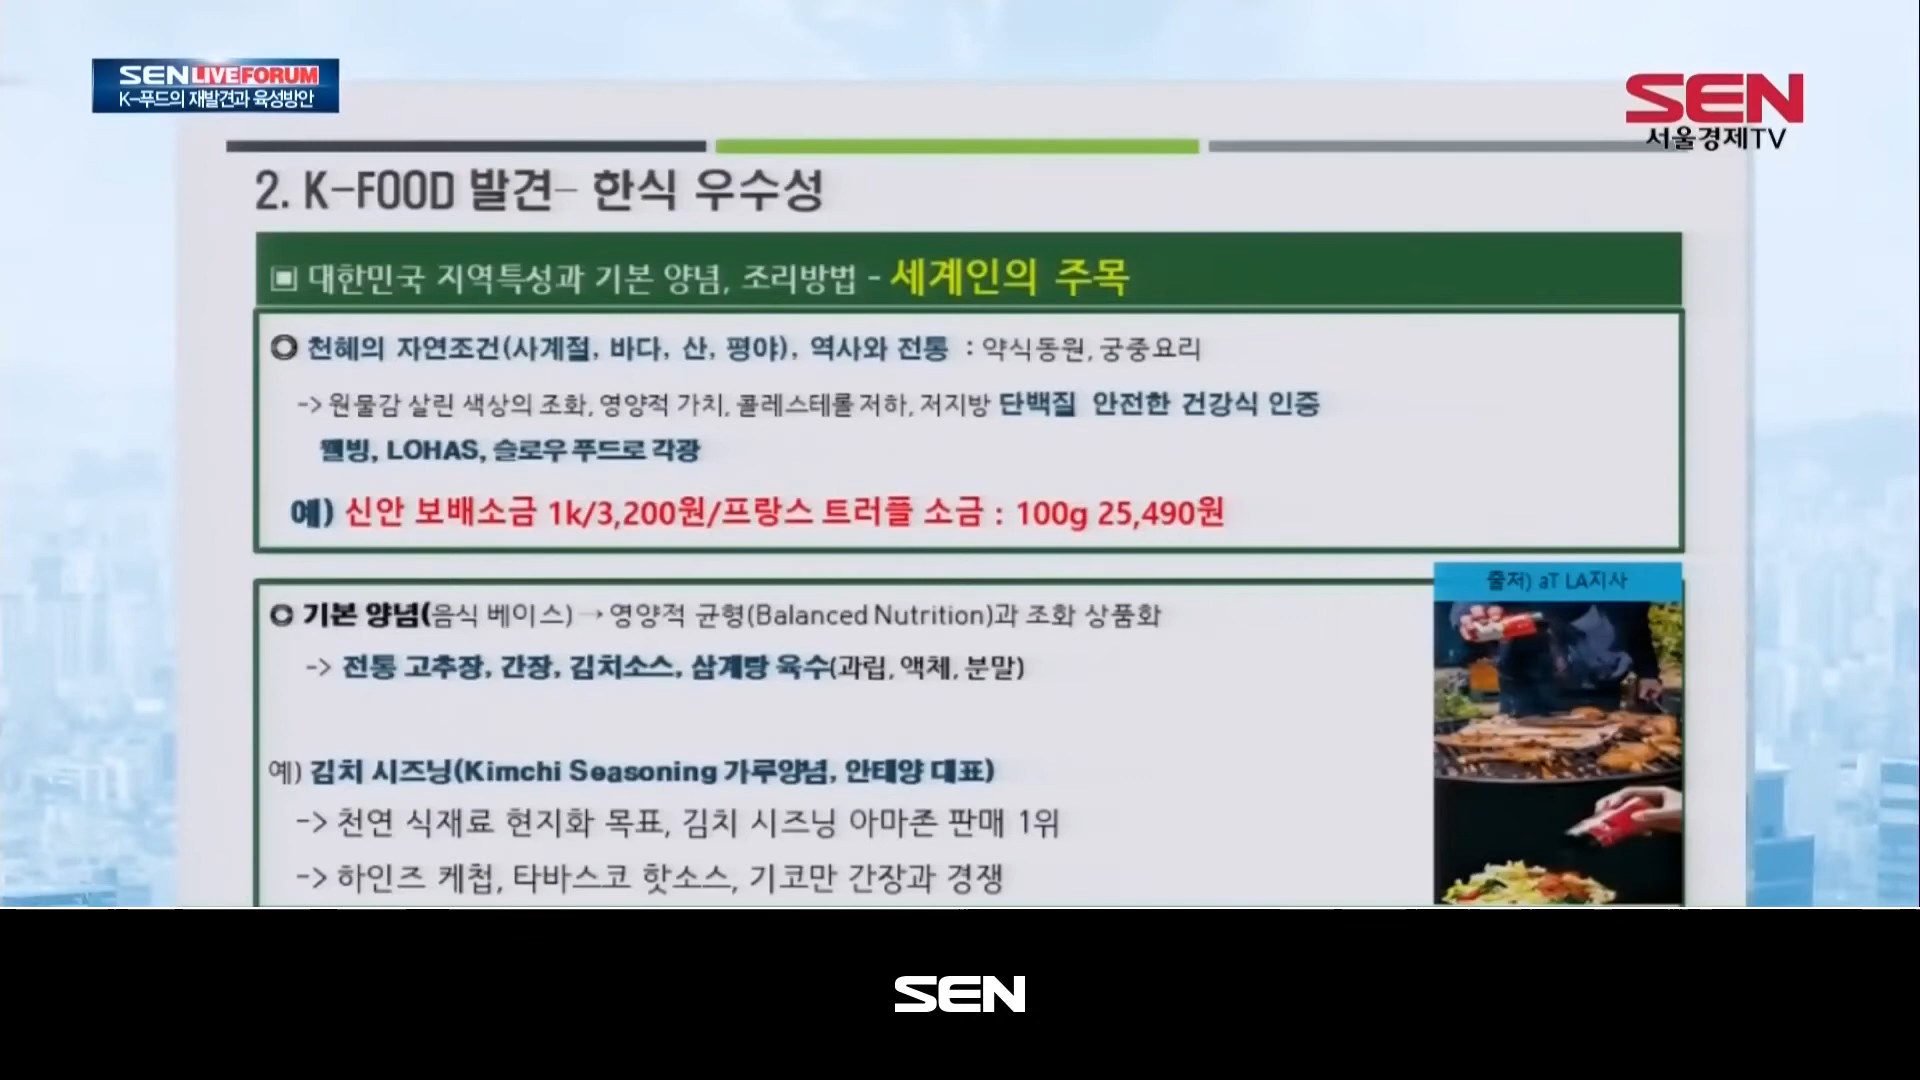 SEN LIVE FORUM
K-푸드의 재발견과 육성방안
SEN
서울경제TV
2. K-FOOD 발견- 한식 우수성
▣ 대한민국 지역특성과 기본 양념, 조리방법 - 세계인의 주목
천혜의 자연조건(사계절, 바다, 산, 평야), 역사와 전통 : 약식동원, 궁중요리
-> 원물감 살린 색상의 조화, 영양적 가치, 콜레스테롤 저하, 저지방 단백질 안전한 건강식 인증
웰빙, LOHAS, 슬로우 푸드로 각광
예) 신안 보배소금 1k/3,200원/프랑스 트러플 소금 : 100g 25,490원
출저) aT LA지사
기본 양념(음식 베이스)→영양적 균형(Balanced Nutrition)과 조화 상품화
-> 전통 고추장, 간장, 김치소스, 삼계탕 육수(과립, 액체, 분말)
예) 김치 시즈닝(Kimchi Seasoning 가루양념, 안태양 대표)
-> 천연 식재료 현지화 목표, 김치 시즈닝 아마존 판매 1위
-> 하인즈 케첩, 타바스코 핫소스, 기코만 간장과 경쟁
SEN